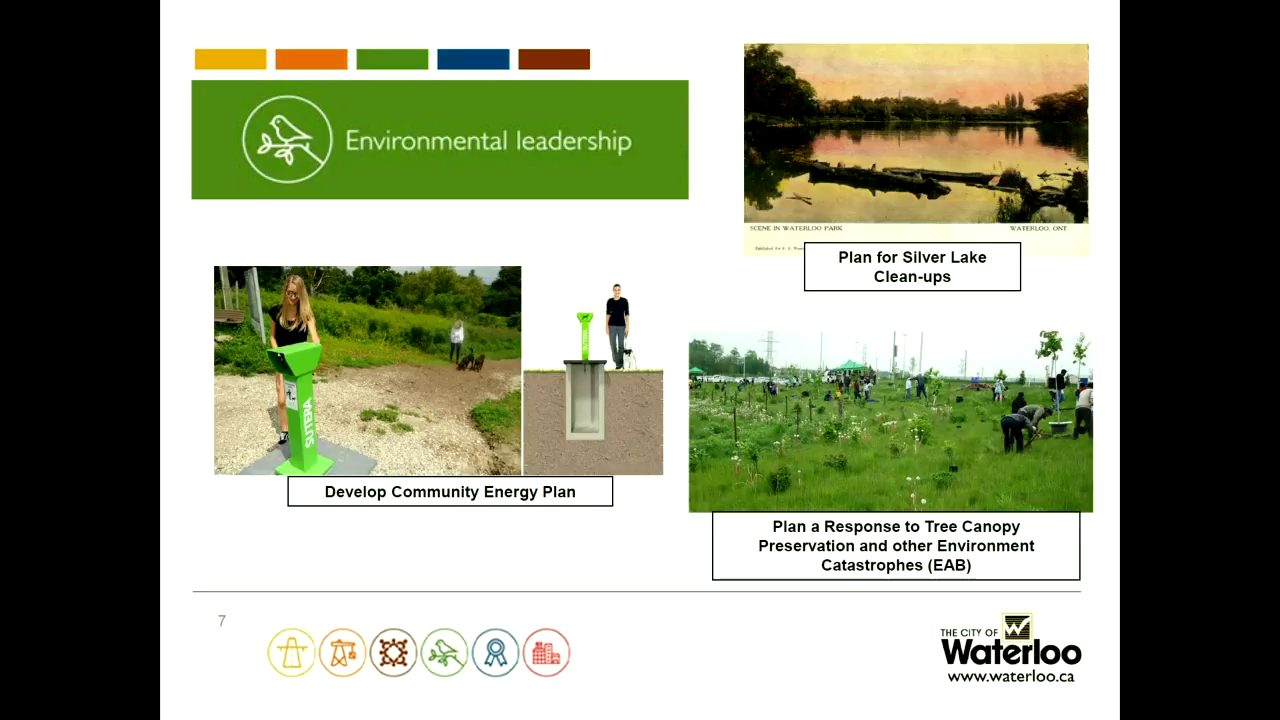 Environmental leadership
SCENE IN WATERLOO PARK
WATERLOO, ONT.
Plan for Silver Lake
Clean-ups
SUTERA
Develop Community Energy Plan
Plan a Response to Tree Canopy
Preservation and other Environment
Catastrophes (EAB)
7
THE CITY OF
Waterloo
www.waterloo.ca